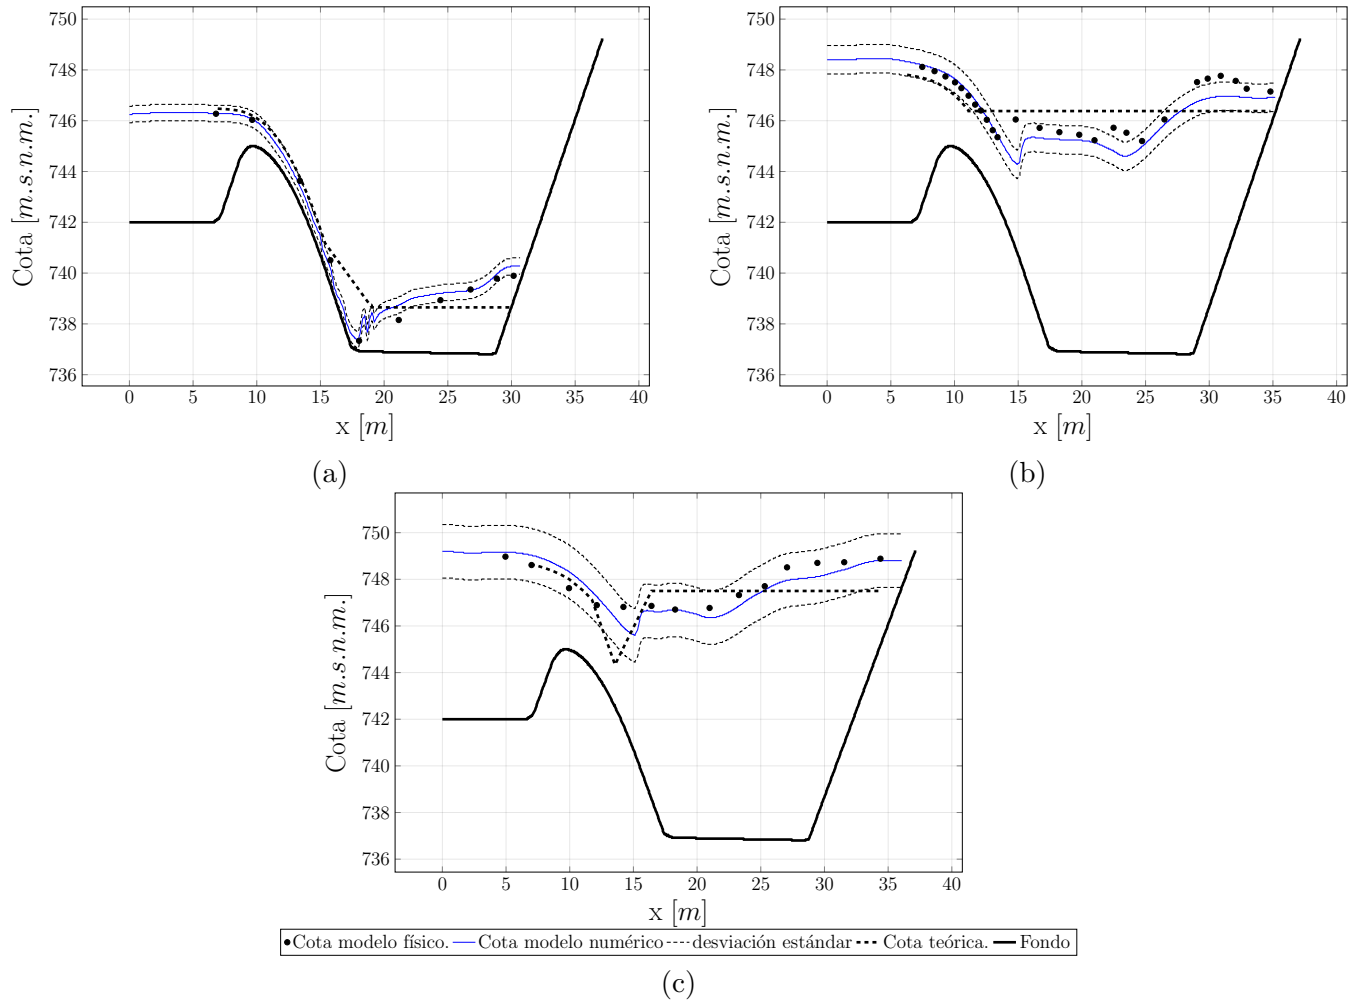 750
748
746
744
742
740
738
736
Cota [m.s.n.m.]
0 5 10 15 20 25 30 35 40
x [m]
(a)
750
748
746
744
742
740
738
736
Cota [m.s.n.m.]
0 5 10 15 20 25 30 35 40
x [m]
(b)
750
748
746
744
742
740
738
736
Cota [m.s.n.m.]
0 5 10 15 20 25 30 35 40
x [m]
Cota modelo físico. Cota modelo numérico desviación estándar Cota teórica. Fondo
(c)